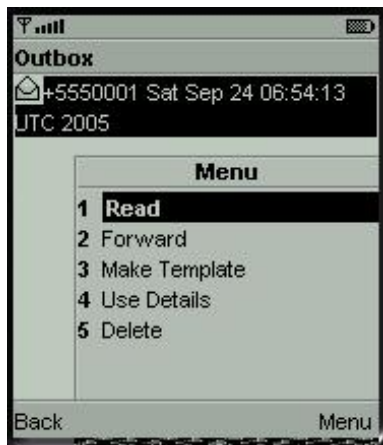 Outbox
+5550001 Sat Sep 24 06:54:13
UTC 2005
Menu
1 Read
2 Forward
3 Make Template
4 Use Details
5 Delete
Back Menu